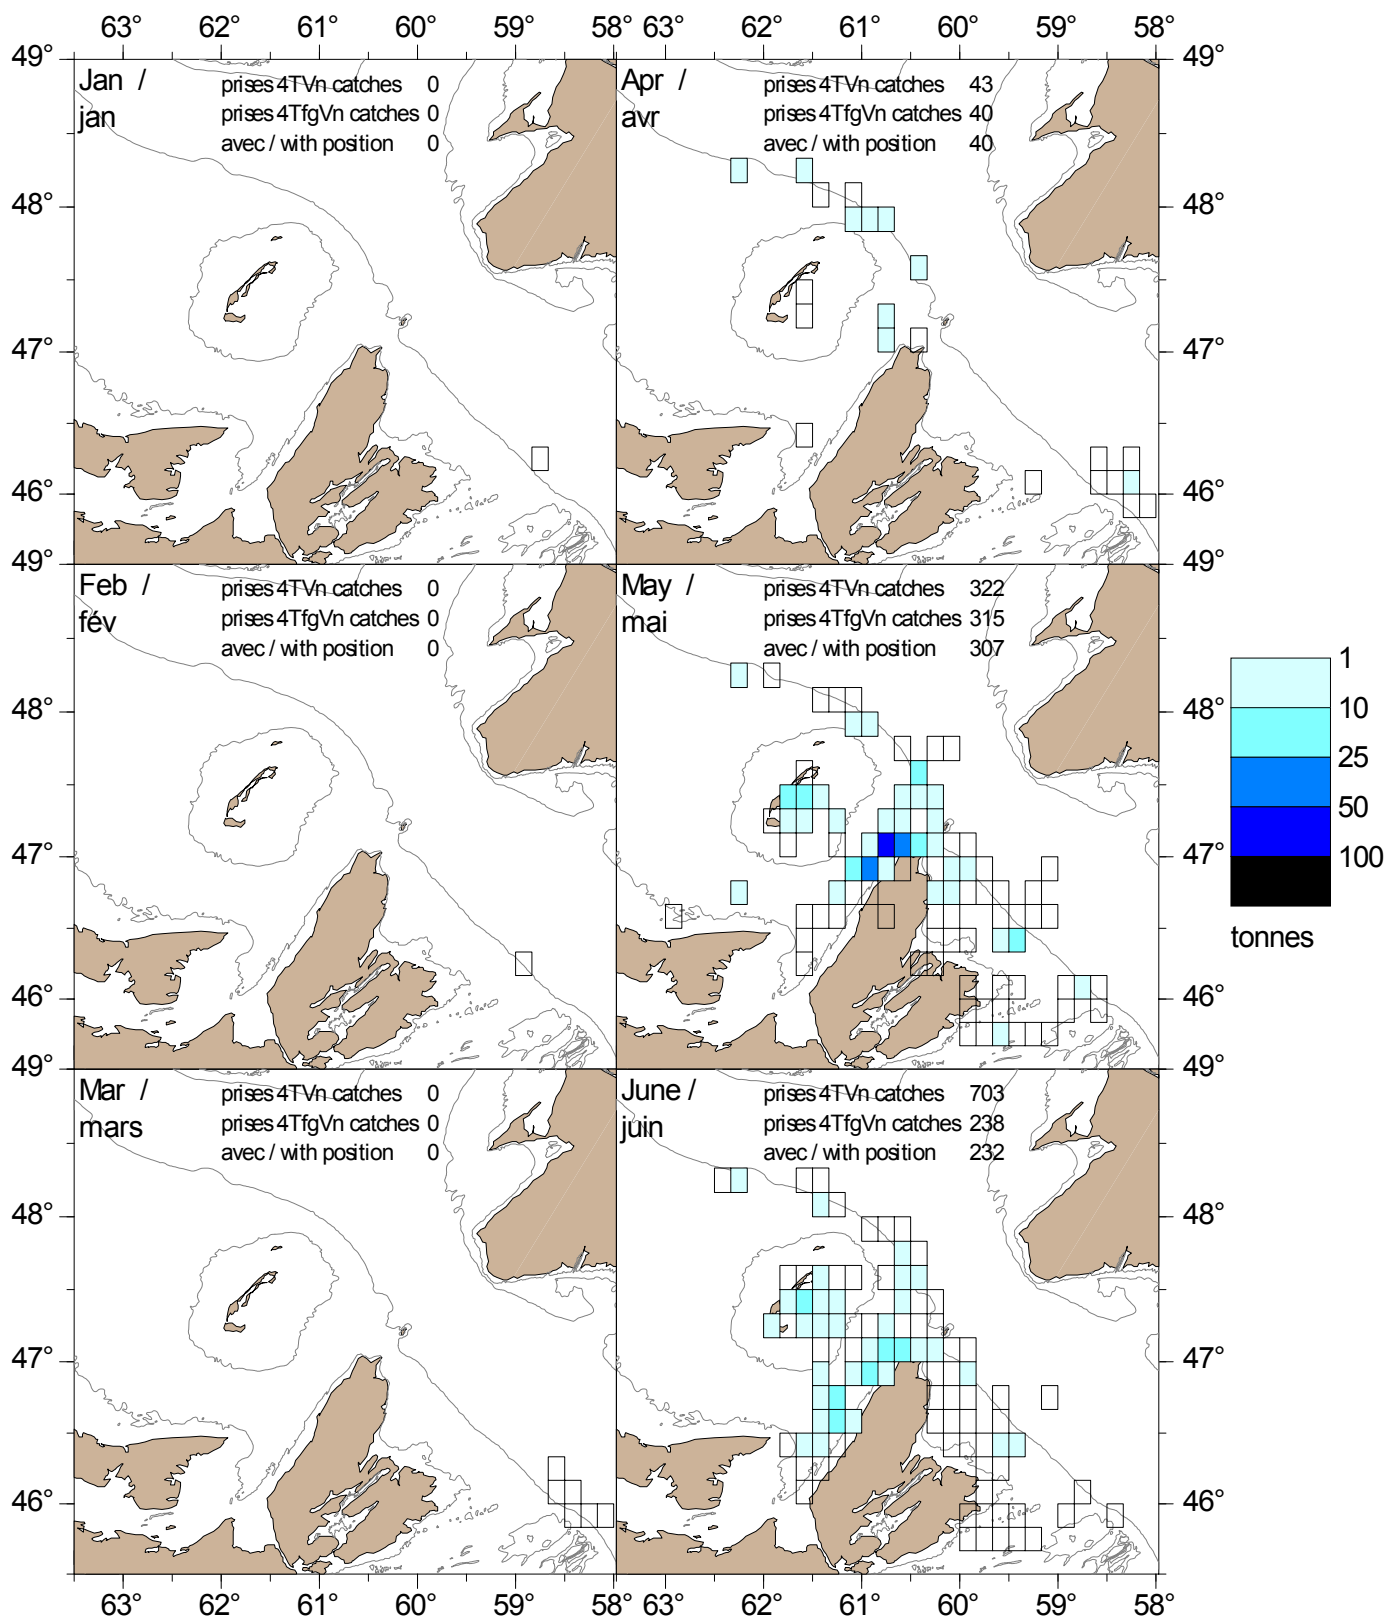 63° 62° 61° 60° 59° 58°
63° 62° 61° 60° 59° 58°
49°
48°
47°
46°
49°
48°
47°
46°
49°
48°
47°
46°
Jan /
jan
prises 4TVn catches 0
prises 4TfgVn catches 0
avec / with position 0
Apr /
avr
prises 4TVn catches 43
prises 4TfgVn catches 40
avec / with position 40
49°
48°
47°
46°
Feb /
fév
prises 4TVn catches 0
prises 4TfgVn catches 0
avec / with position 0
May /
mai
prises 4TVn catches 322
prises 4TfgVn catches 315
avec / with position 307
49°
48°
47°
46°
Mar /
mars
prises 4TVn catches 0
prises 4TfgVn catches 0
avec / with position 0
June /
juin
prises 4TVn catches 703
prises 4TfgVn catches 238
avec / with position 232
49°
48°
47°
46°
1
10
25
50
100
tonnes
63° 62° 61° 60° 59° 58°
63° 62° 61° 60° 59° 58°